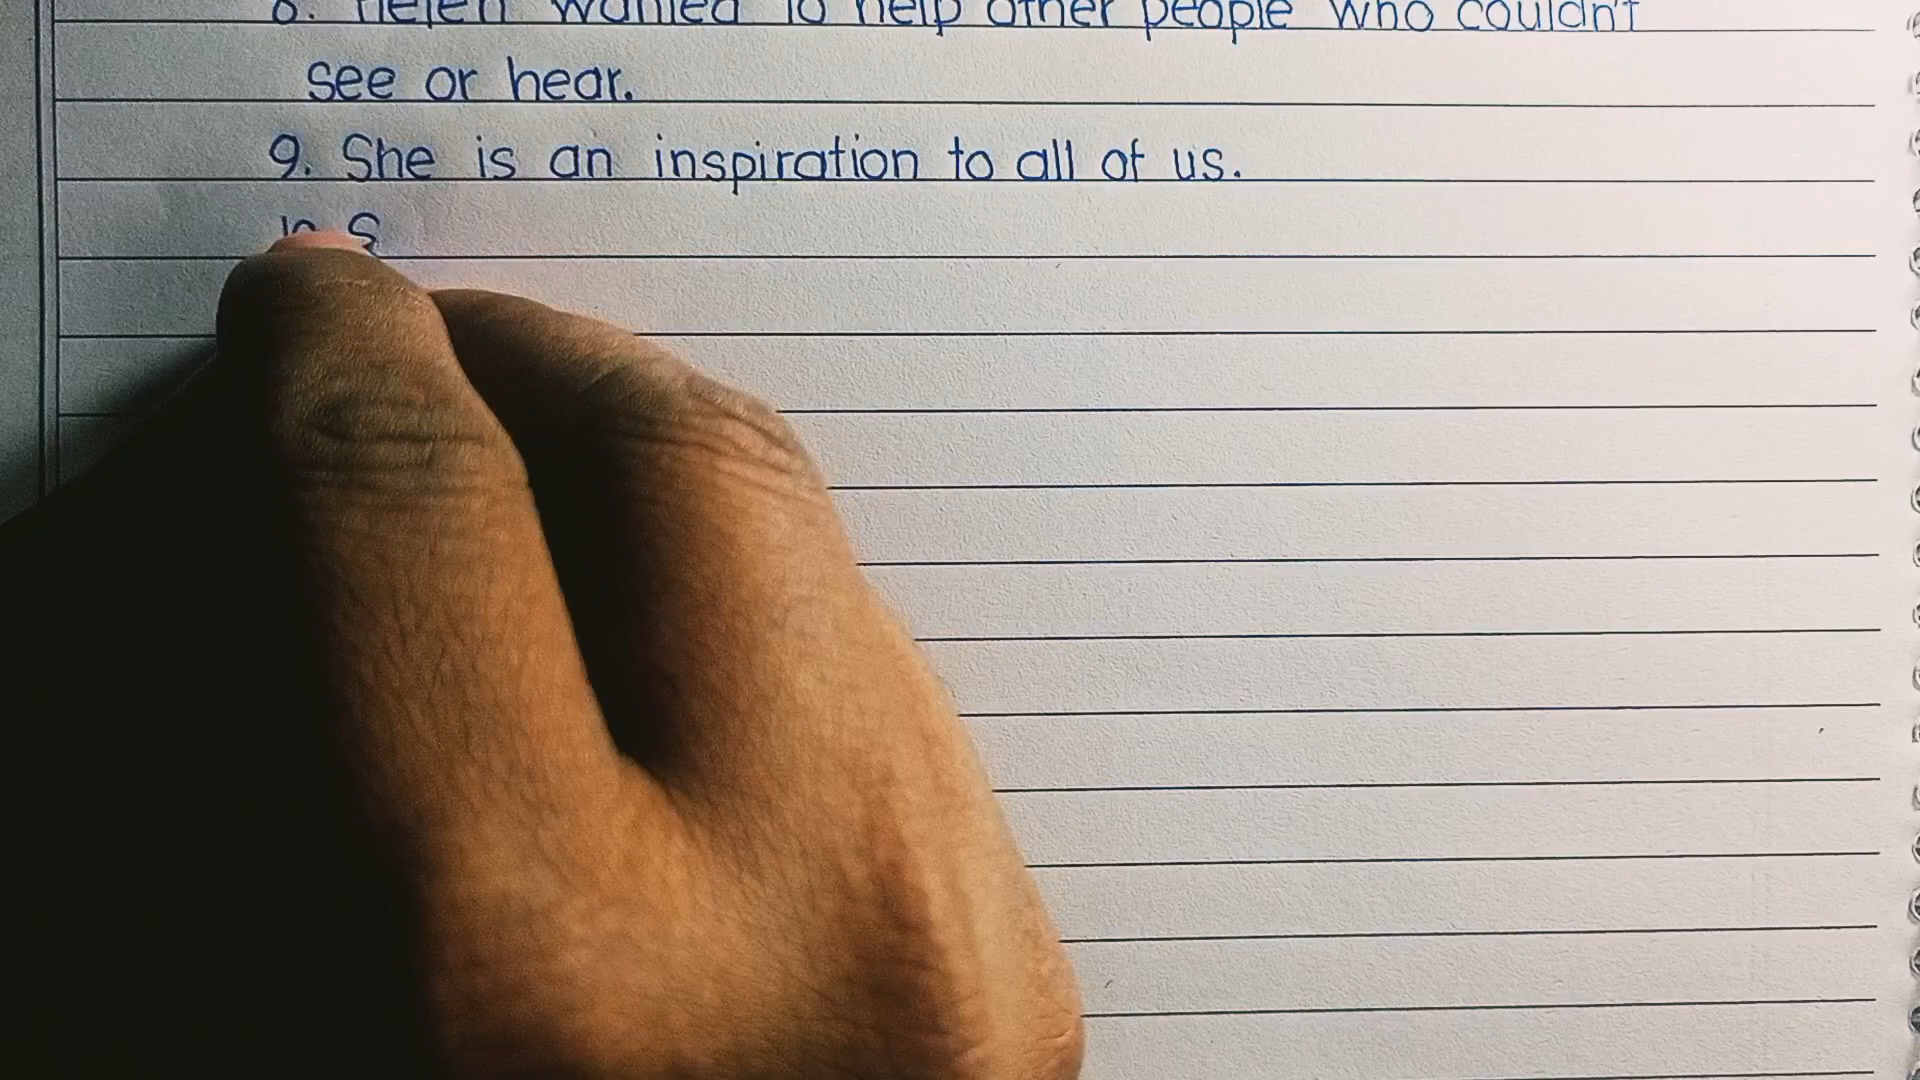 8. Helen wanted to help other people who couldn't
see or hear.
9. She is an inspiration to all of us.